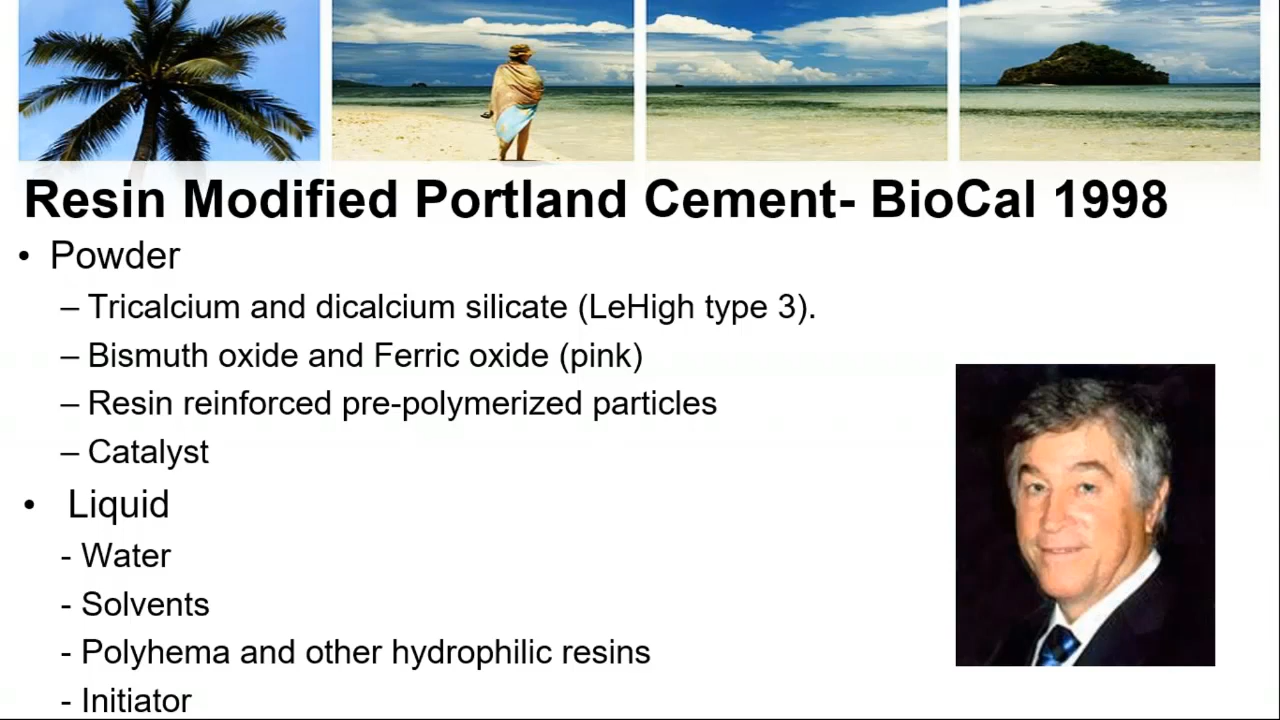 Resin Modified Portland Cement- BioCal 1998
• Powder
– Tricalcium and dicalcium silicate (LeHigh type 3).
– Bismuth oxide and Ferric oxide (pink)
– Resin reinforced pre-polymerized particles
– Catalyst
• Liquid
- Water
- Solvents
- Polyhema and other hydrophilic resins
- Initiator